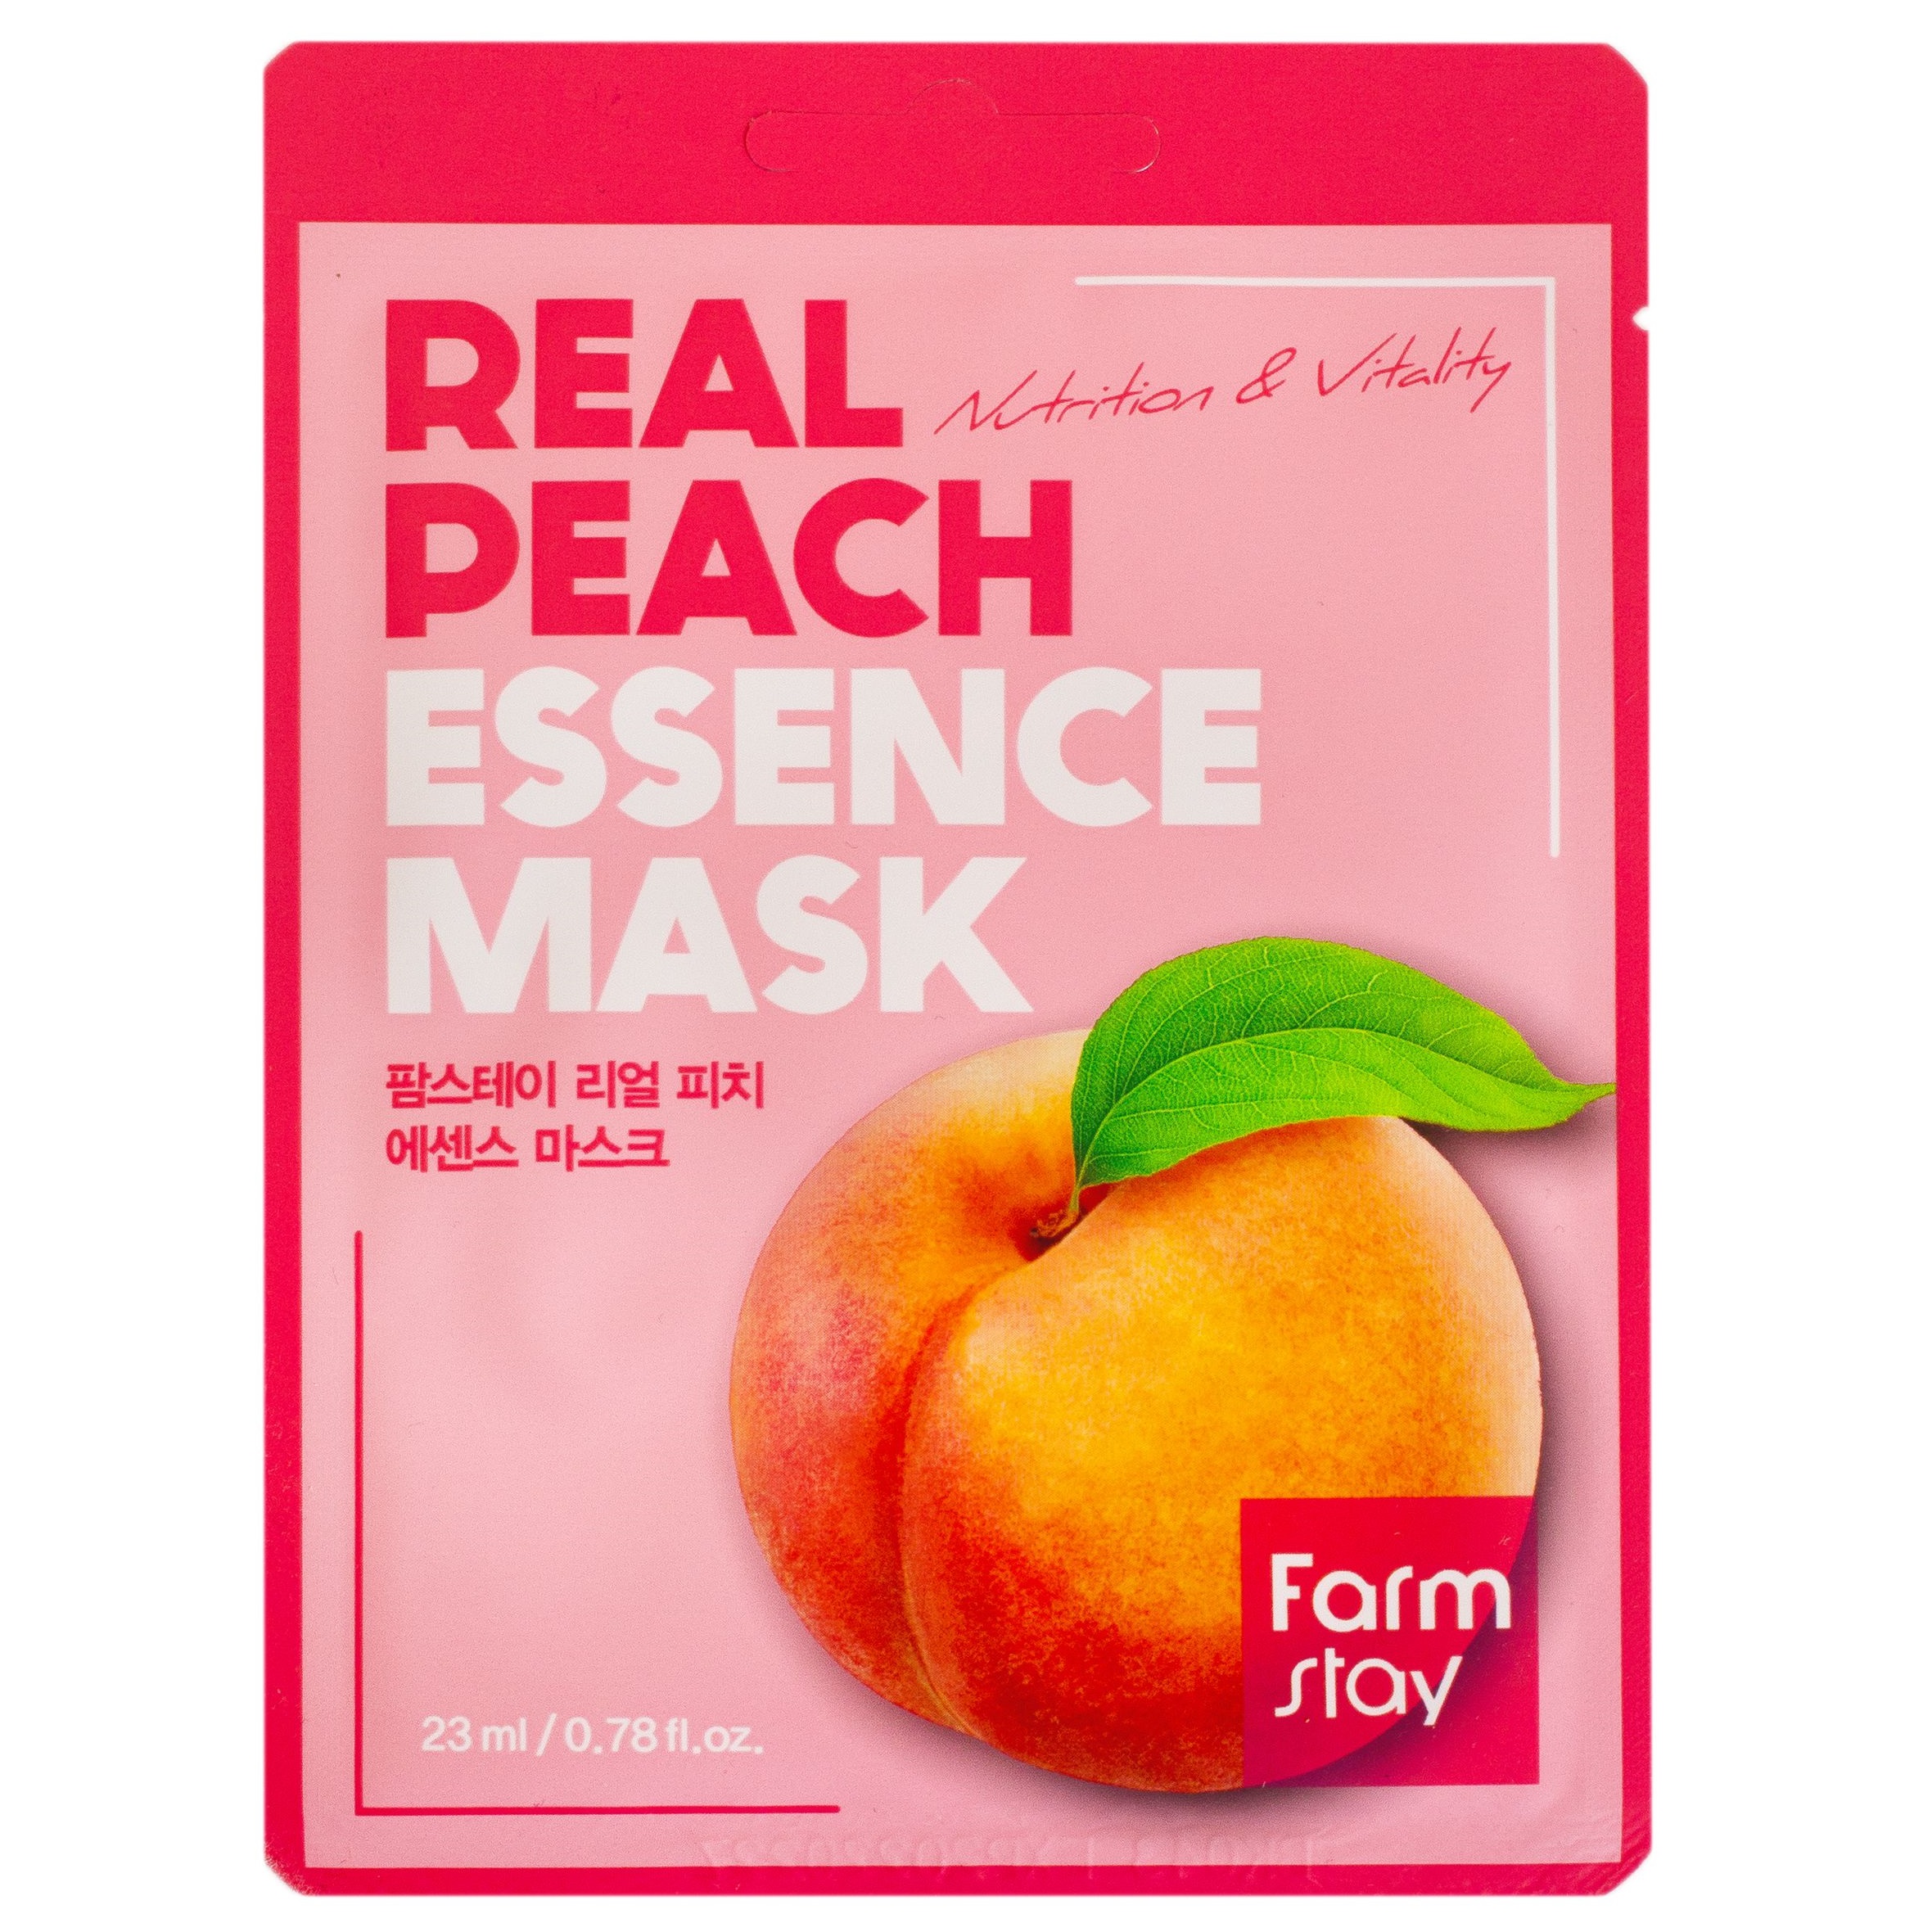 REAL
Nutrition & Vitality
PEACH
ESSENCE
MASK
팜스테이 리얼 피치
에센스 마스크
Farm
stay
23 ml / 0.78 fl.oz.